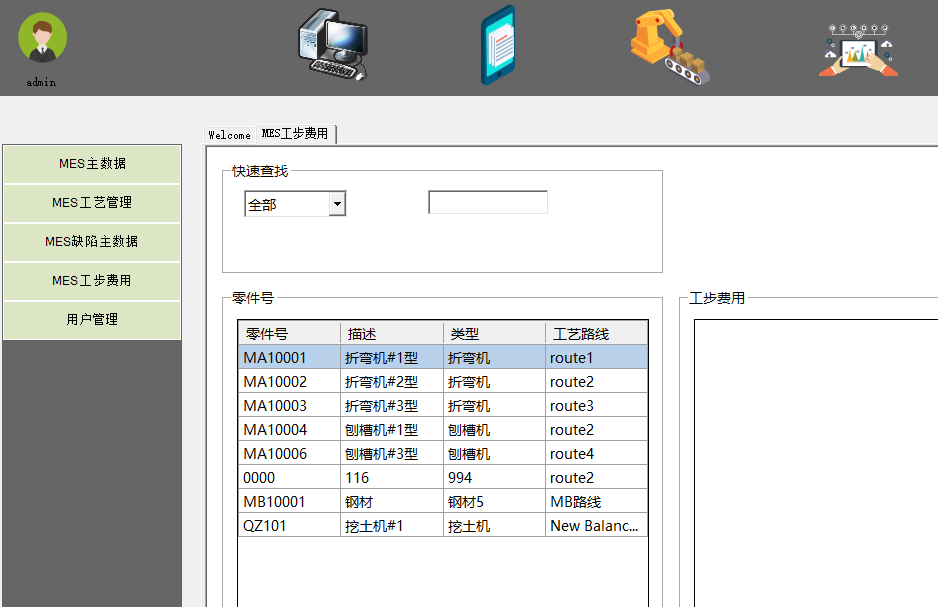 admin
Welcome MES工步费用
MES主数据
MES工艺管理
MES缺陷主数据
MES工步费用
用户管理
快速查找
全部
零件号
零件号 描述 类型 工艺路线
MA10001 折弯机#1型 折弯机 route1
MA10002 折弯机#2型 折弯机 route2
MA10003 折弯机#3型 折弯机 route3
MA10004 刨槽机#1型 刨槽机 route2
MA10006 刨槽机#3型 刨槽机 route4
0000 116 994 route2
MB10001 钢材 钢材5 MB路线
QZ101 挖土机#1 挖土机 New Balanc...
工步费用